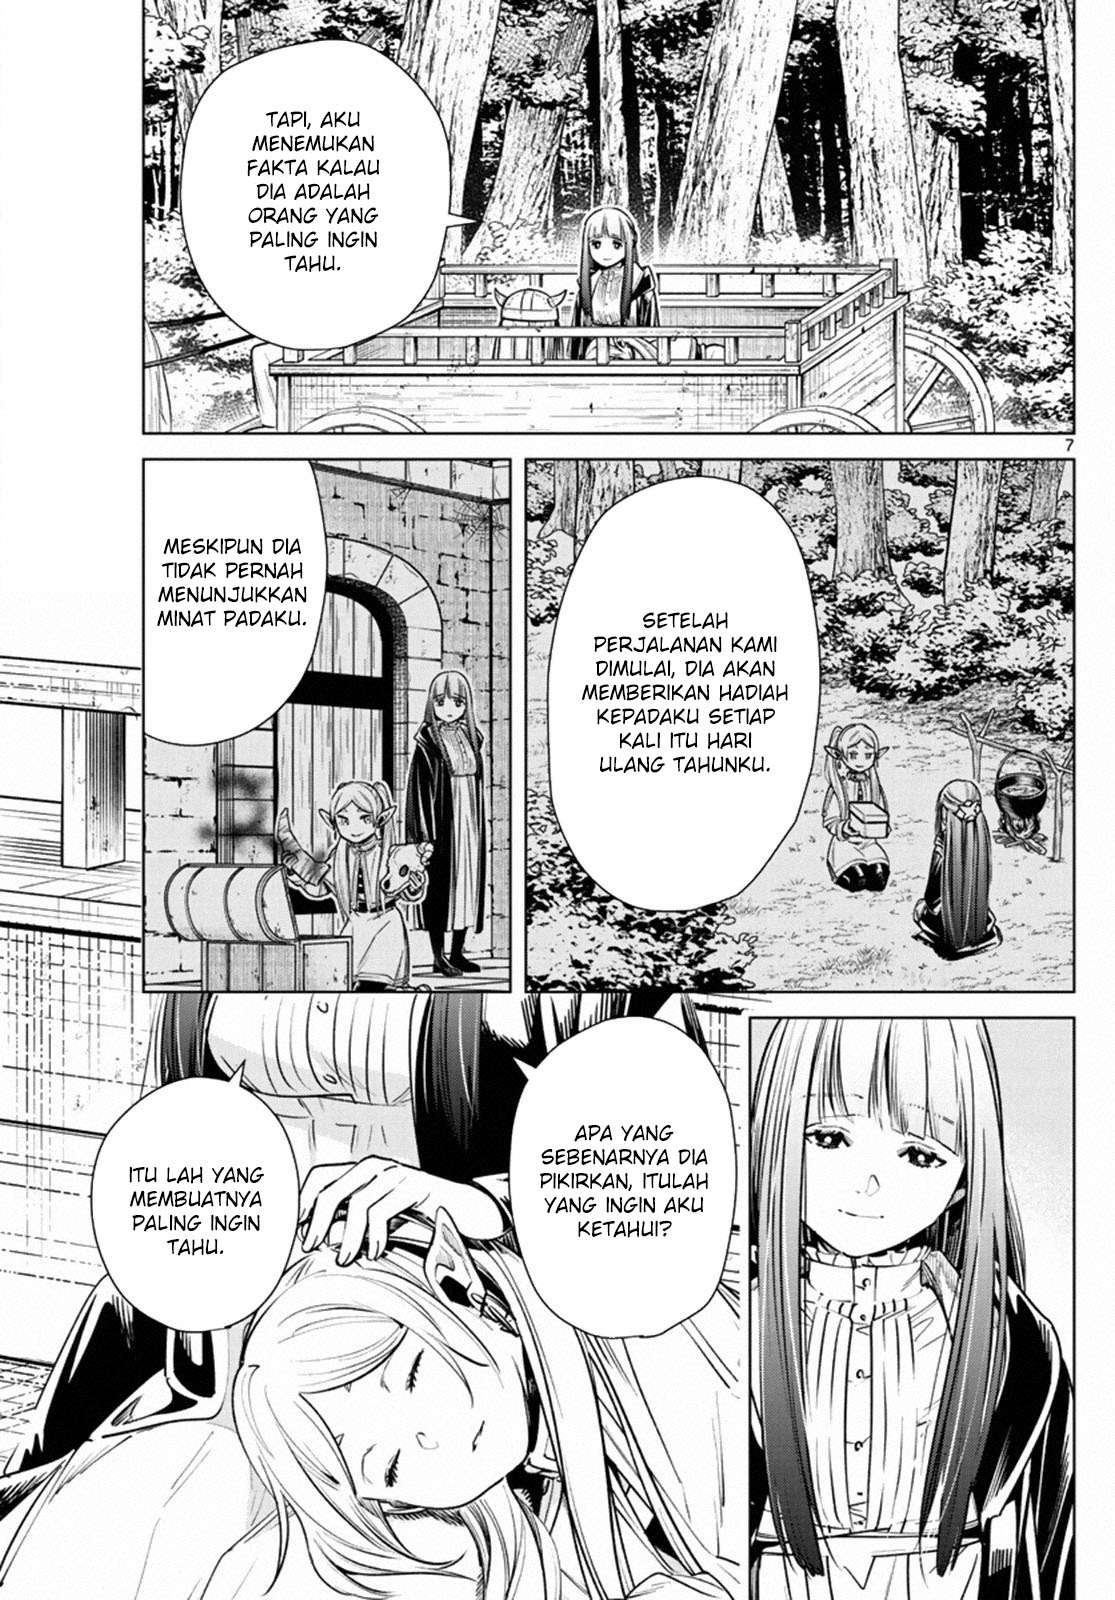 TAPI, AKU
MENEMUKAN
FAKTA KALAU
DIA ADALAH
ORANG YANG
PALING INGIN
TAHU.
7
SETELAH
PERJALANAN KAMI
DIMULAI, DIA AKAN
MEMBERIKAN HADIAH
KEPADAKU SETIAP
KALI ITU HARI
ULANG TAHUNKU.
MESKIPUN DIA
TIDAK PERNAH
MENUNJUKKAN
MINAT PADAKU.
APA YANG
SEBENARNYA DIA
PIKIRKAN, ITULAH
YANG INGIN AKU
KETAHUI?
ITU LAH YANG
MEMBUATNYA
PALING INGIN
TAHU.